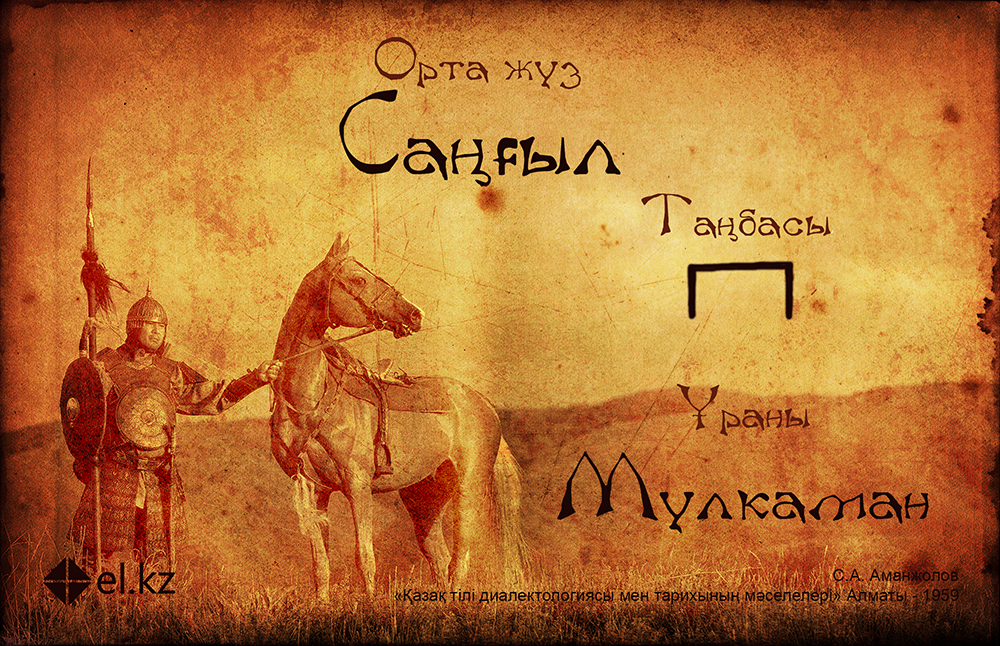 Орта жүз
Саңғыл
Таңбасы
Ұраны
Мұлкаман
el.kz
С.А. Аманжолов
«Қазақ тілі диалектологиясы мен тарихының мәселелері» Алматы - 1959